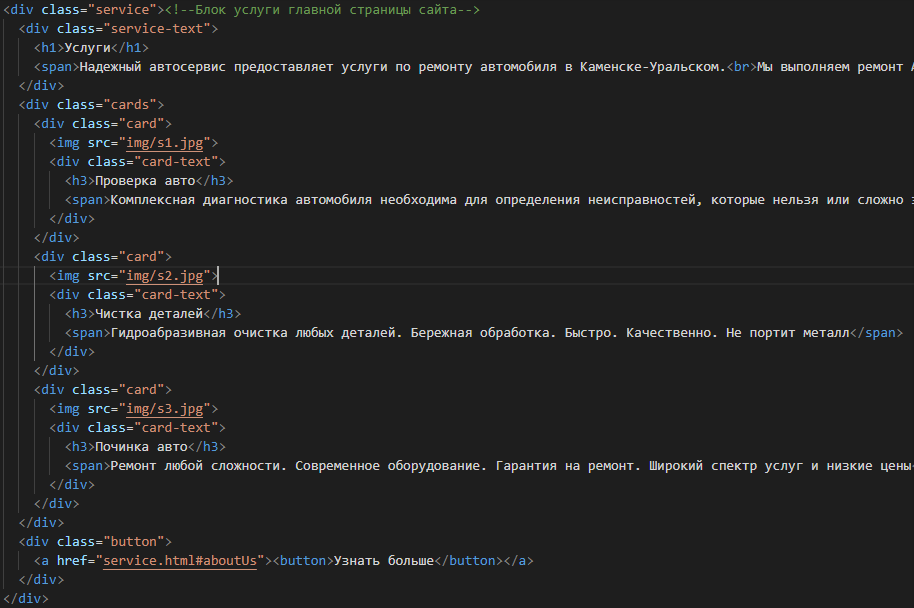 <div class="service"><!--Блок услуги главной страницы сайта-->
<div class="service-text">
<h1>Услуги</h1>
<span>Надежный автосервис предоставляет услуги по ремонту автомобиля в Каменске-Уральском.<br>Мы выполняем ремонт
</div>
<div class="cards">
<div class="card">
<img src="img/s1.jpg">
<div class="card-text">
<h3>Проверка авто</h3>
<span>Комплексная диагностика автомобиля необходима для определения неисправностей, которые нельзя или сложно
</div>
</div>
<div class="card">
<img src="img/s2.jpg">
<div class="card-text">
<h3>Чистка деталей</h3>
<span>Гидроабразивная очистка любых деталей. Бережная обработка. Быстро. Качественно. Не портит металл</span>
</div>
</div>
<div class="card">
<img src="img/s3.jpg">
<div class="card-text">
<h3>Починка авто</h3>
<span>Ремонт любой сложности. Современное оборудование. Гарантия на ремонт. Широкий спектр услуг и низкие цены
</div>
</div>
</div>
<div class="button">
<a href="service.html#aboutUs"><button>Узнать больше</button></a>
</div>
</div>